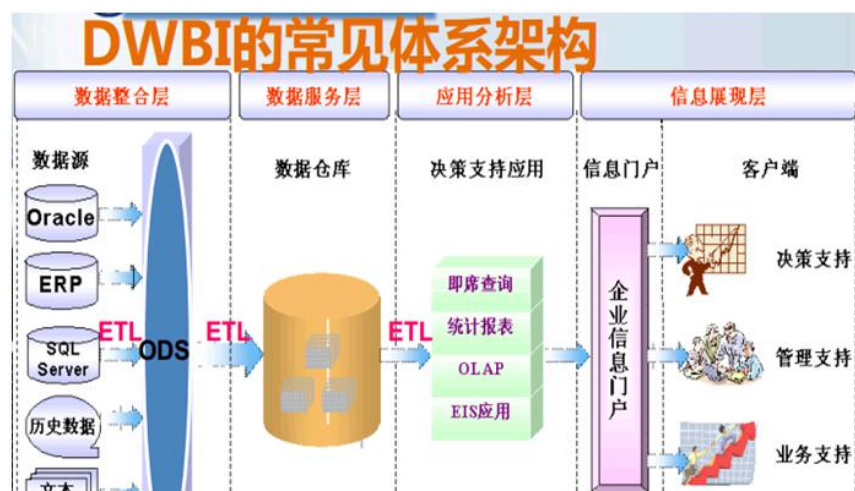 DWBI的常见体系架构
数据整合层
数据服务层
应用分析层
信息展现层
数据源
数据仓库
决策支持应用
信息门户
客户端
Oracle
ERP
SQL
Server
历史数据
文本
ETL
ODS
ETL
ETL
即席查询
统计报表
OLAP
EIS应用
企业信息门户
决策支持
管理支持
业务支持